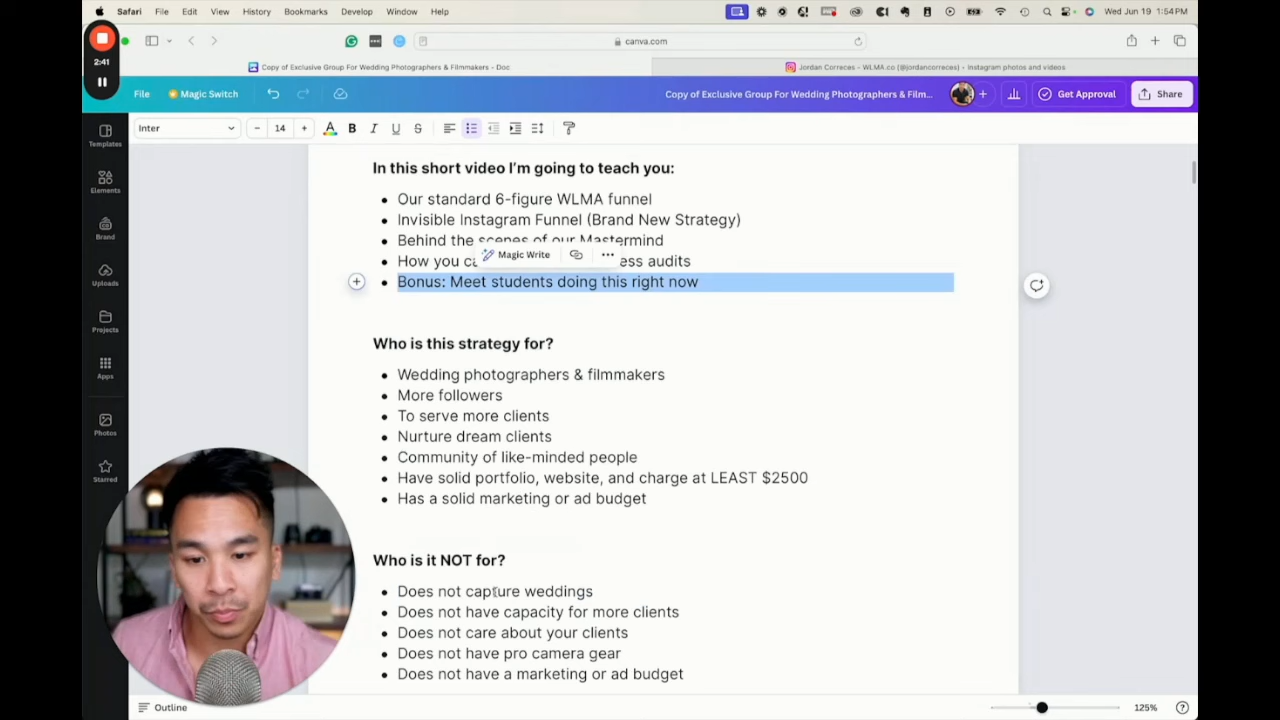 Safari File Edit View History Bookmarks Develop Window Help Wed Jun 19 1:54 PM
2:41
canva.com
Copy of Exclusive Group For Wedding Photographers & Filmmakers - Doc
Jordan Correces – WLMA.co (@jordancorreces) • Instagram photos and videos
File Magic Switch Copy of Exclusive Group For Wedding Photographers & Film... Get Approval Share
Inter 14
Templates
Elements
Brand
Uploads
Projects
Apps
Photos
Starred
In this short video I'm going to teach you:
Our standard 6-figure WLMA funnel
Invisible Instagram Funnel (Brand New Strategy)
Behind the scenes of our Mastermind
How you ess audits
Magic Write
Bonus: Meet students doing this right now
Who is this strategy for?
Wedding photographers & filmmakers
More followers
To serve more clients
Nurture dream clients
Community of like-minded people
Have solid portfolio, website, and charge at LEAST $2500
Has a solid marketing or ad budget
Who is it NOT for?
Does not capture weddings
Does not have capacity for more clients
Does not care about your clients
Does not have pro camera gear
Does not have a marketing or ad budget
Outline 125%